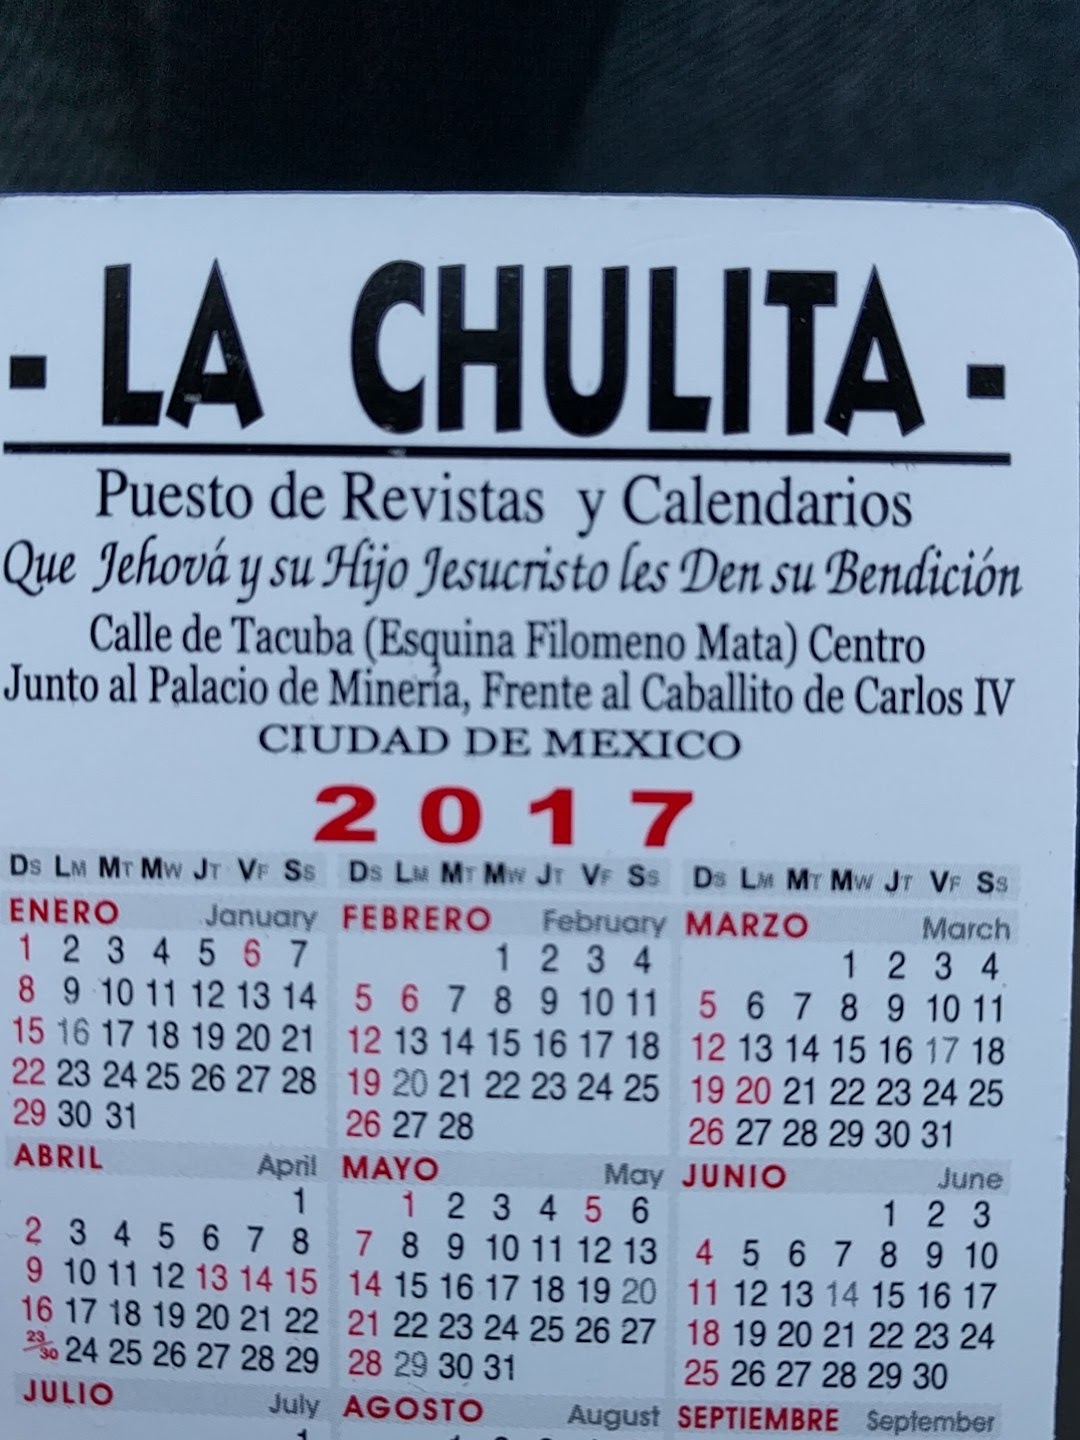 - LA CHULITA -
Puesto de Revistas y Calendarios
Que Jehová y su Hijo Jesucristo les Den su Bendición
Calle de Tacuba (Esquina Filomeno Mata) Centro
Junto al Palacio de Minería, Frente al Caballito de Carlos IV
CIUDAD DE MEXICO
2017
DS LM MT MW JT VF SS DS LM MT MW JT VF SS DS LM MT MW JT VF SS
ENERO January FEBRERO February MARZO March
1 2 3 4 5 6 7 1 2 3 4 1 2 3 4
8 9 10 11 12 13 14 5 6 7 8 9 10 11 5 6 7 8 9 10 11
15 16 17 18 19 20 21 12 13 14 15 16 17 18 12 13 14 15 16 17 18
22 23 24 25 26 27 28 19 20 21 22 23 24 25 19 20 21 22 23 24 25
29 30 31 26 27 28 26 27 28 29 30 31
ABRIL April MAYO May JUNIO June
1 1 2 3 4 5 6 1 2 3
2 3 4 5 6 7 8 7 8 9 10 11 12 13 4 5 6 7 8 9 10
9 10 11 12 13 14 15 14 15 16 17 18 19 20 11 12 13 14 15 16 17
16 17 18 19 20 21 22 21 22 23 24 25 26 27 18 19 20 21 22 23 24
23/30 24 25 26 27 28 29 28 29 30 31 25 26 27 28 29 30
JULIO July AGOSTO August SEPTIEMBRE September